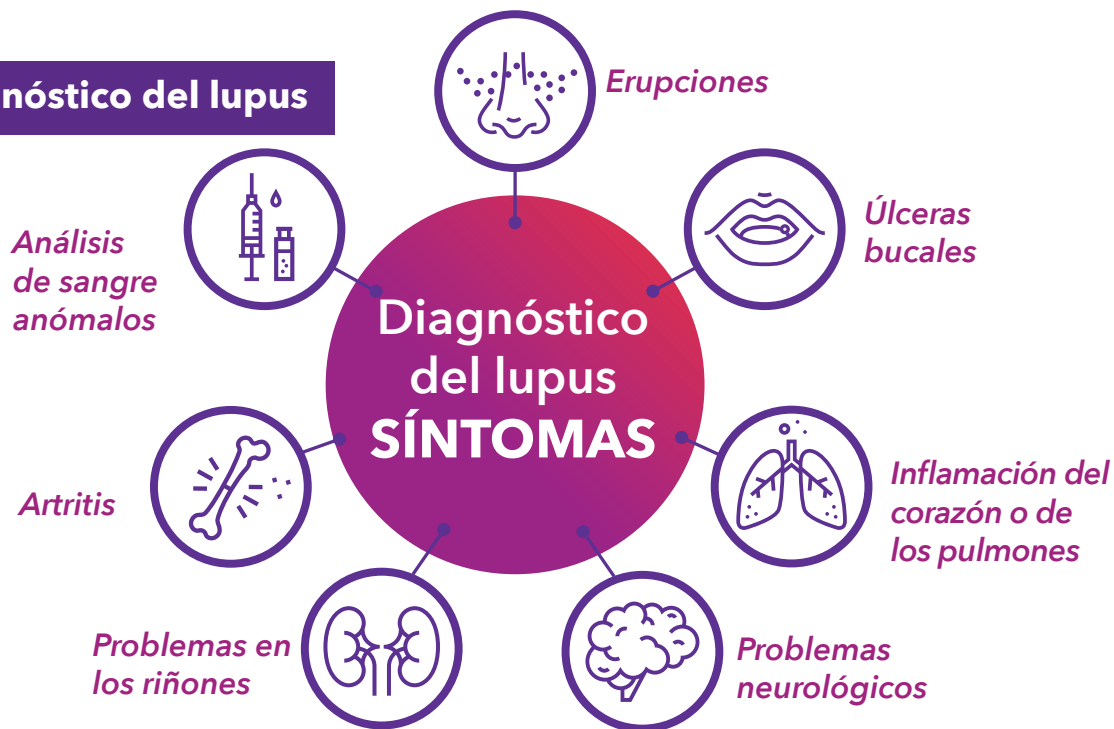 nóstico del lupus
Erupciones
Úlceras
bucales
Análisis
de sangre
anómalos
Diagnóstico
del lupus
SÍNTOMAS
Inflamación del
corazón o de
los pulmones
Artritis
Problemas en
los riñones
Problemas
neurológicos